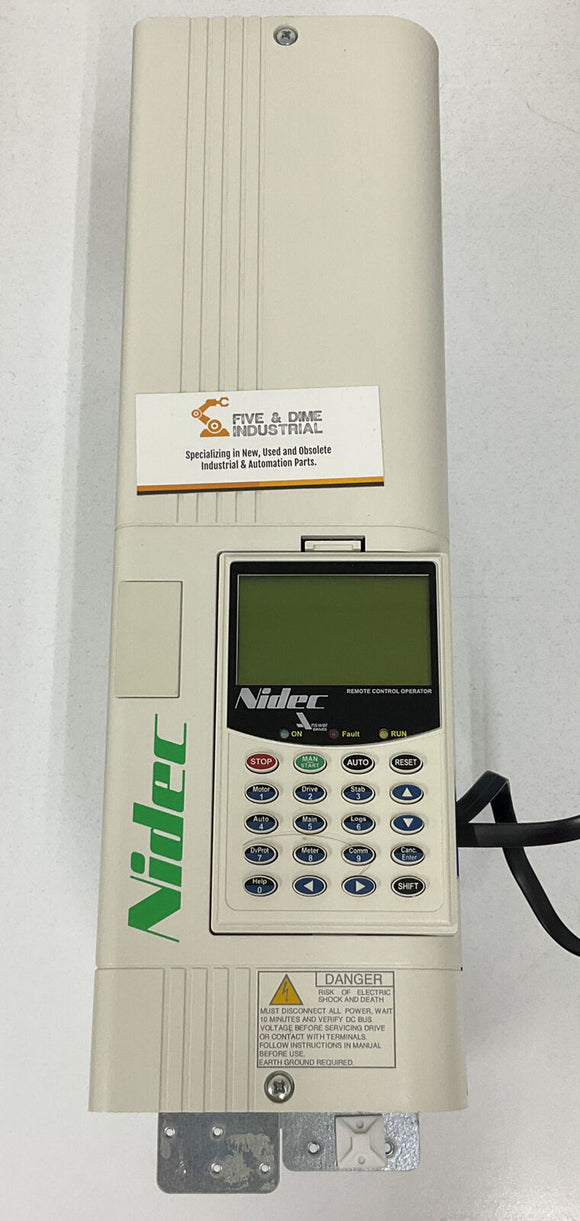 FIVE & DIME
INDUSTRIAL
Specializing in New, Used and Obsolete
Industrial & Automation Parts.
Nidec
REMOTE CONTROL OPERATOR
Answer
DRIVE
ON Fault RUN
STOP MAN START AUTO RESET
Motor 1 Drive 2 Stab 3
Auto 4 Main 5 Logs 6
DvProt 7 Meter 8 Comm 9 Canc. Enter
Help 0 SHIFT
Nidec
DANGER
RISK OF ELECTRIC
SHOCK AND DEATH
MUST DISCONNECT ALL POWER, WAIT
10 MINUTES AND VERIFY DC BUS
VOLTAGE BEFORE SERVICING DRIVE
OR CONTACT WITH TERMINALS.
FOLLOW INSTRUCTIONS IN MANUAL
BEFORE USE.
EARTH GROUND REQUIRED.